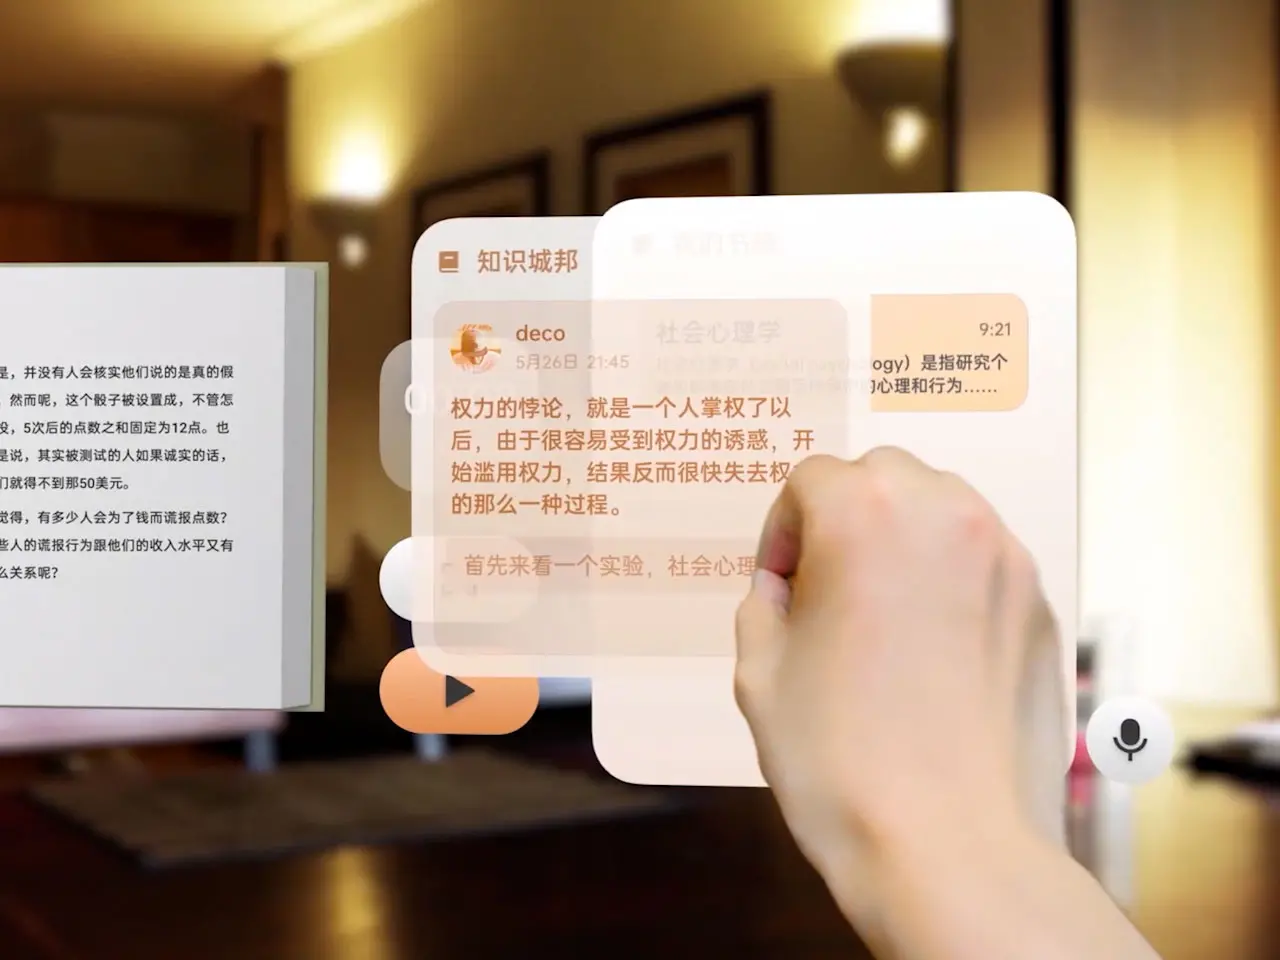 是，并没有人会核实他们说的是真的假
，然而呢，这个骰子被设置成，不管怎
，5次后的点数之和固定为12点。也
是说，其实被测试的人如果诚实的话，
们就得不到那50美元。
觉得，有多少人会为了钱而谎报点数？
些人的谎报行为跟他们的收入水平又有
么关系呢？
知识城邦
deco
5月26日 21:45
权力的悖论，就是一个人掌权了以
后，由于很容易受到权力的诱惑，开
始滥用权力，结果反而很快失去权
的那么一种过程。
首先来看一个实验，社会心理
社会心理学
9:21
ogy）是指研究个
的心理和行为……